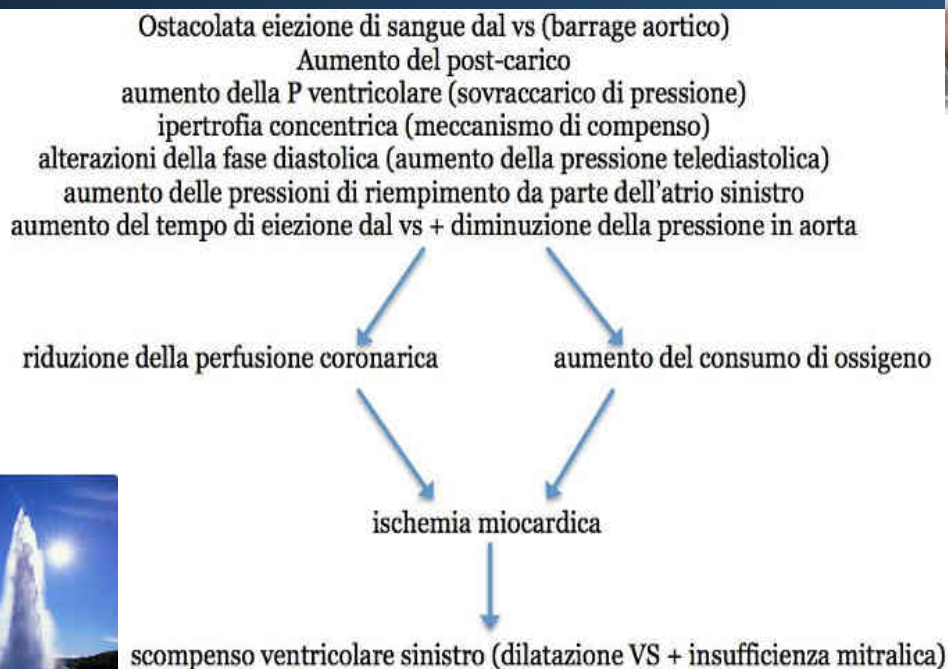 Ostacolata eiezione di sangue dal vs (barrage aortico)
Aumento del post-carico
aumento della P ventricolare (sovraccarico di pressione)
ipertrofia concentrica (meccanismo di compenso)
alterazioni della fase diastolica (aumento della pressione telediastolica)
aumento delle pressioni di riempimento da parte dell'atrio sinistro
aumento del tempo di eiezione dal vs + diminuzione della pressione in aorta
riduzione della perfusione coronarica
aumento del consumo di ossigeno
ischemia miocardica
scompenso ventricolare sinistro (dilatazione VS + insufficienza mitralica)